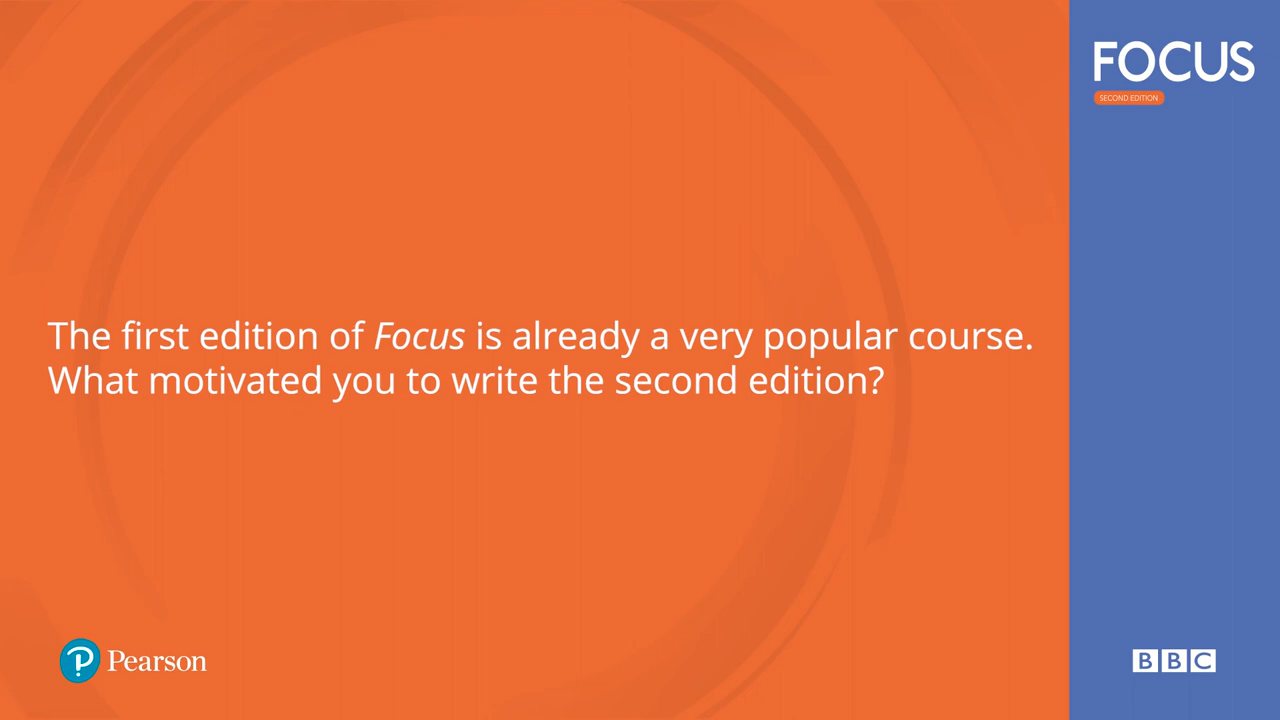 FOCUS
SECOND EDITION
The first edition of Focus is already a very popular course.
What motivated you to write the second edition?
Pearson
BBC